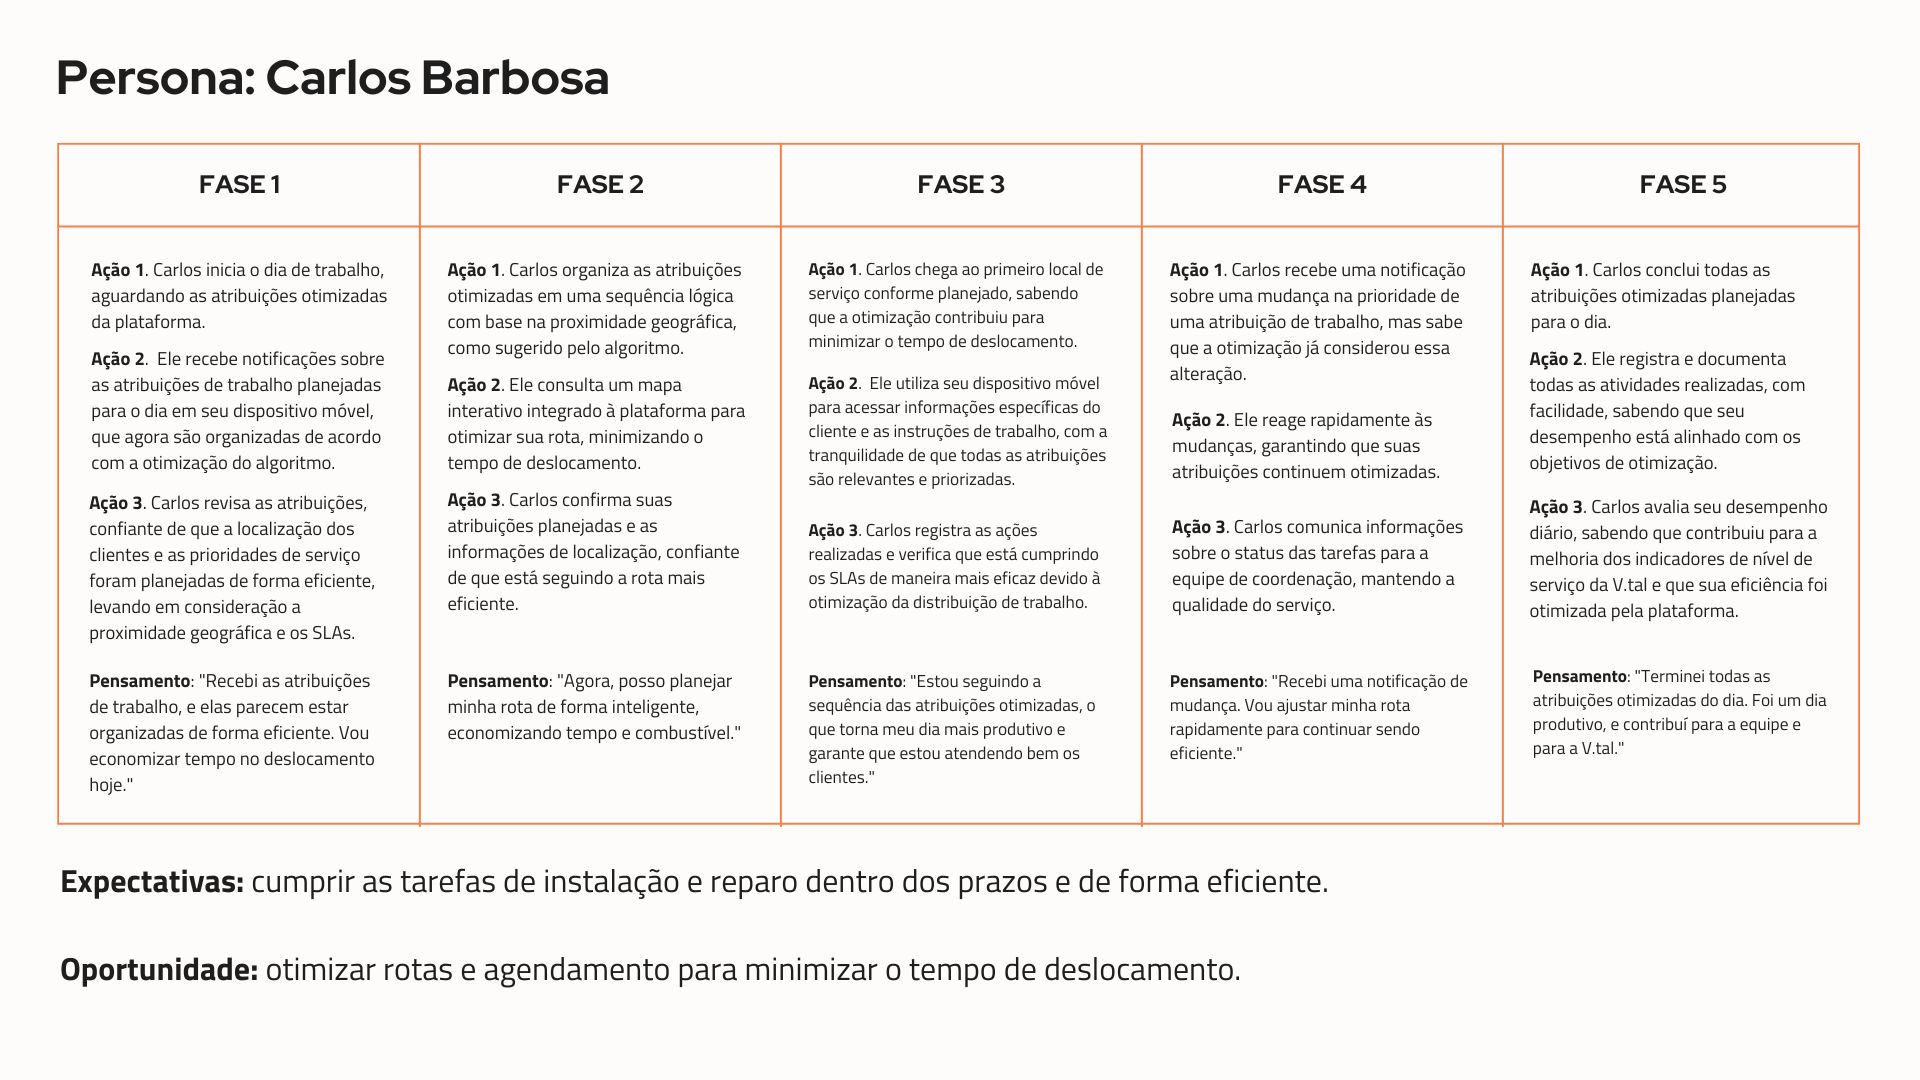 Persona: Carlos Barbosa
FASE 1
Ação 1. Carlos inicia o dia de trabalho,
aguardando as atribuições otimizadas
da plataforma.
Ação 2.  Ele recebe notificações sobre
as atribuições de trabalho planejadas
para o dia em seu dispositivo móvel,
que agora são organizadas de acordo
com a otimização do algoritmo.
Ação 3. Carlos revisa as atribuições,
confiante de que a localização dos
clientes e as prioridades de serviço
foram planejadas de forma eficiente,
levando em consideração a
proximidade geográfica e os SLAs.
Pensamento: "Recebi as atribuições
de trabalho, e elas parecem estar
organizadas de forma eficiente. Vou
economizar tempo no deslocamento
hoje."
FASE 2
Ação 1. Carlos organiza as atribuições
otimizadas em uma sequência lógica
com base na proximidade geográfica,
como sugerido pelo algoritmo.
Ação 2. Ele consulta um mapa
interativo integrado à plataforma para
otimizar sua rota, minimizando o
tempo de deslocamento.
Ação 3. Carlos confirma suas
atribuições planejadas e as
informações de localização, confiante
de que está seguindo a rota mais
eficiente.
Pensamento: "Agora, posso planejar
minha rota de forma inteligente,
economizando tempo e combustível."
FASE 3
Ação 1. Carlos chega ao primeiro local de
serviço conforme planejado, sabendo
que a otimização contribuiu para
minimizar o tempo de deslocamento.
Ação 2.  Ele utiliza seu dispositivo móvel
para acessar informações específicas do
cliente e as instruções de trabalho, com a
tranquilidade de que todas as atribuições
são relevantes e priorizadas.
Ação 3. Carlos registra as ações
realizadas e verifica que está cumprindo
os SLAs de maneira mais eficaz devido à
otimização da distribuição de trabalho.
Pensamento: "Estou seguindo a
sequência das atribuições otimizadas, o
que torna meu dia mais produtivo e
garante que estou atendendo bem os
clientes."
FASE 4
Ação 1. Carlos recebe uma notificação
sobre uma mudança na prioridade de
uma atribuição de trabalho, mas sabe
que a otimização já considerou essa
alteração.
Ação 2. Ele reage rapidamente às
mudanças, garantindo que suas
atribuições continuem otimizadas.
Ação 3. Carlos comunica informações
sobre o status das tarefas para a
equipe de coordenação, mantendo a
qualidade do serviço.
Pensamento: "Recebi uma notificação de
mudança. Vou ajustar minha rota
rapidamente para continuar sendo
eficiente."
FASE 5
Ação 1. Carlos conclui todas as
atribuições otimizadas planejadas
para o dia.
Ação 2. Ele registra e documenta
todas as atividades realizadas, com
facilidade, sabendo que seu
desempenho está alinhado com os
objetivos de otimização.
Ação 3. Carlos avalia seu desempenho
diário, sabendo que contribuiu para a
melhoria dos indicadores de nível de
serviço da V.tal e que sua eficiência foi
otimizada pela plataforma.
Pensamento: "Terminei todas as
atribuições otimizadas do dia. Foi um dia
produtivo, e contribuí para a equipe e
para a V.tal."
Expectativas: cumprir as tarefas de instalação e reparo dentro dos prazos e de forma eficiente.
Oportunidade: otimizar rotas e agendamento para minimizar o tempo de deslocamento.